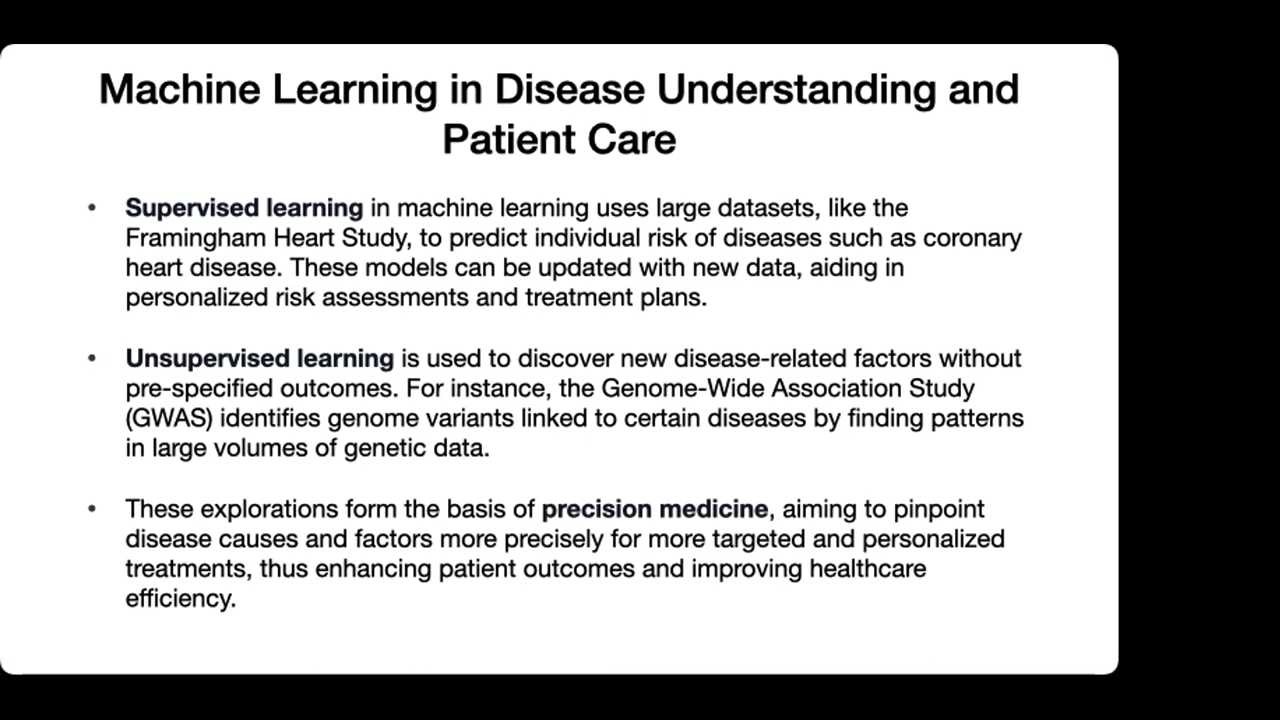 Machine Learning in Disease Understanding and
Patient Care
• Supervised learning in machine learning uses large datasets, like the
Framingham Heart Study, to predict individual risk of diseases such as coronary
heart disease. These models can be updated with new data, aiding in
personalized risk assessments and treatment plans.
• Unsupervised learning is used to discover new disease-related factors without
pre-specified outcomes. For instance, the Genome-Wide Association Study
(GWAS) identifies genome variants linked to certain diseases by finding patterns
in large volumes of genetic data.
• These explorations form the basis of precision medicine, aiming to pinpoint
disease causes and factors more precisely for more targeted and personalized
treatments, thus enhancing patient outcomes and improving healthcare
efficiency.